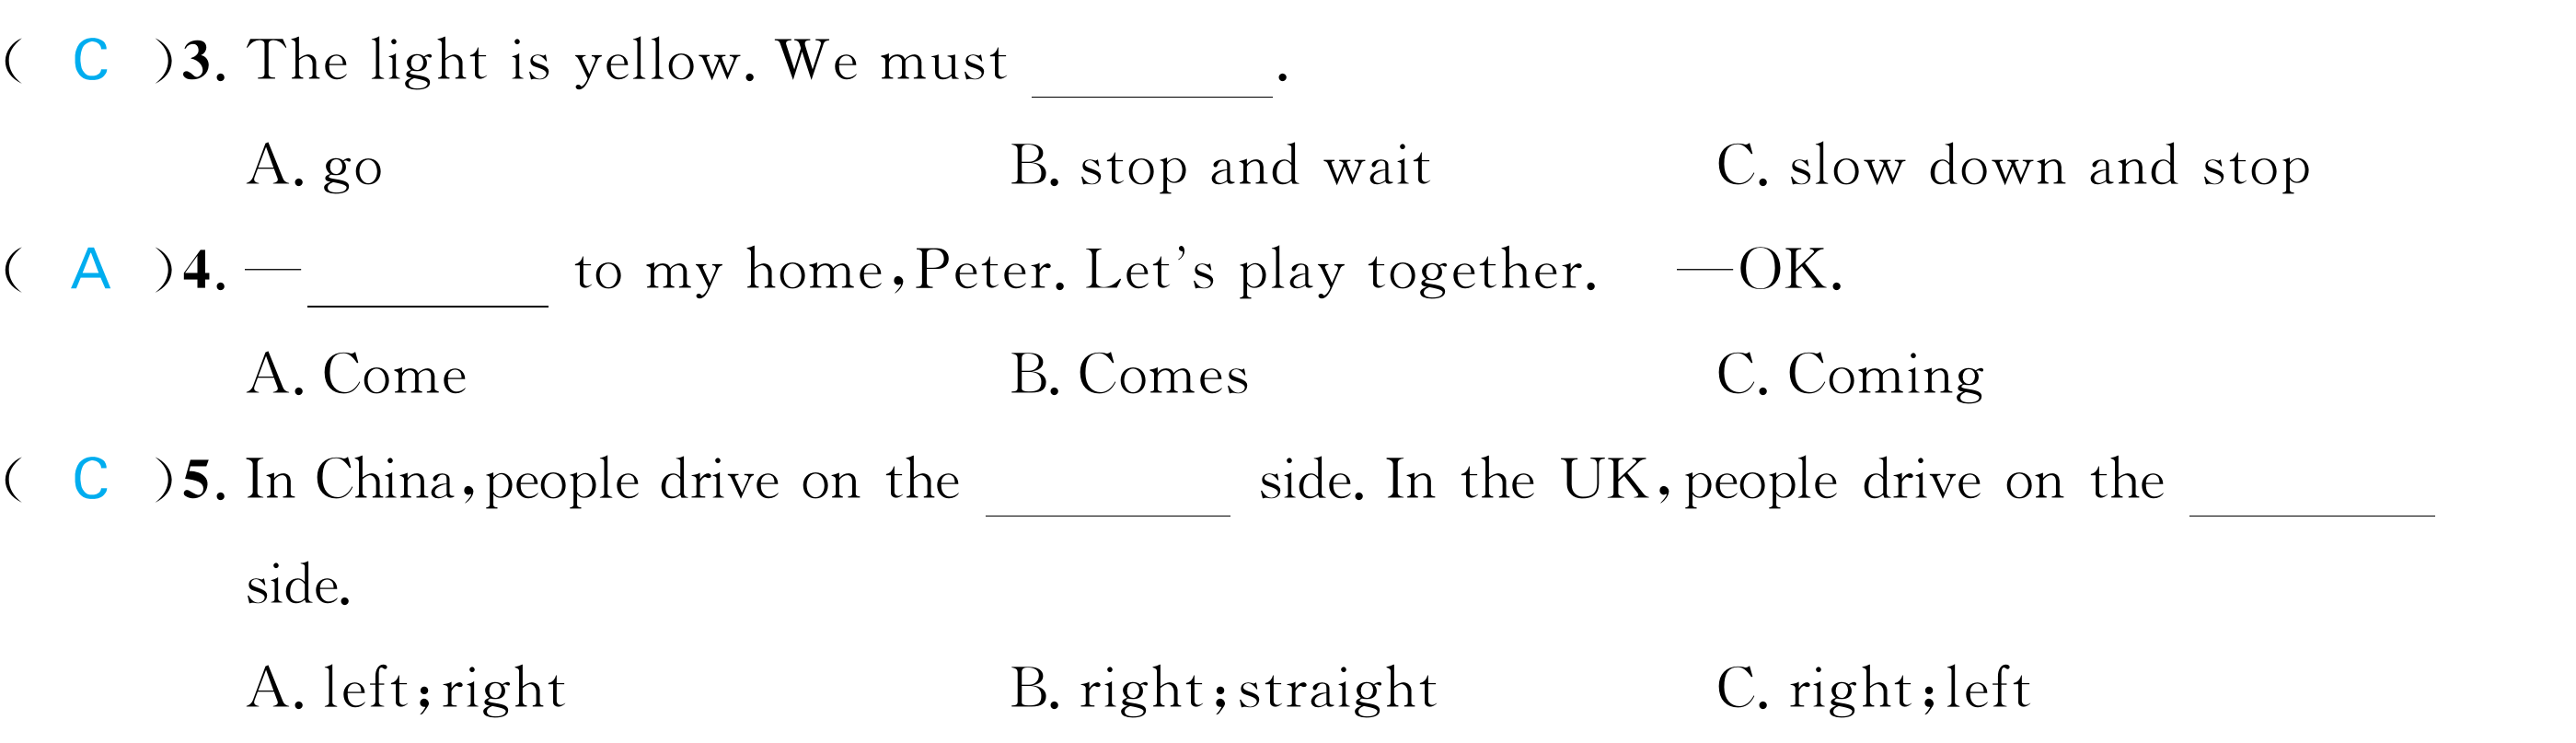 ( C )3. The light is yellow. We must ________.
A. go B. stop and wait C. slow down and stop
( A )4. —________ to my home,Peter. Let's play together. —OK.
A. Come B. Comes C. Coming
( C )5. In China,people drive on the ________ side. In the UK,people drive on the ________
side.
A. left;right B. right;straight C. right;left